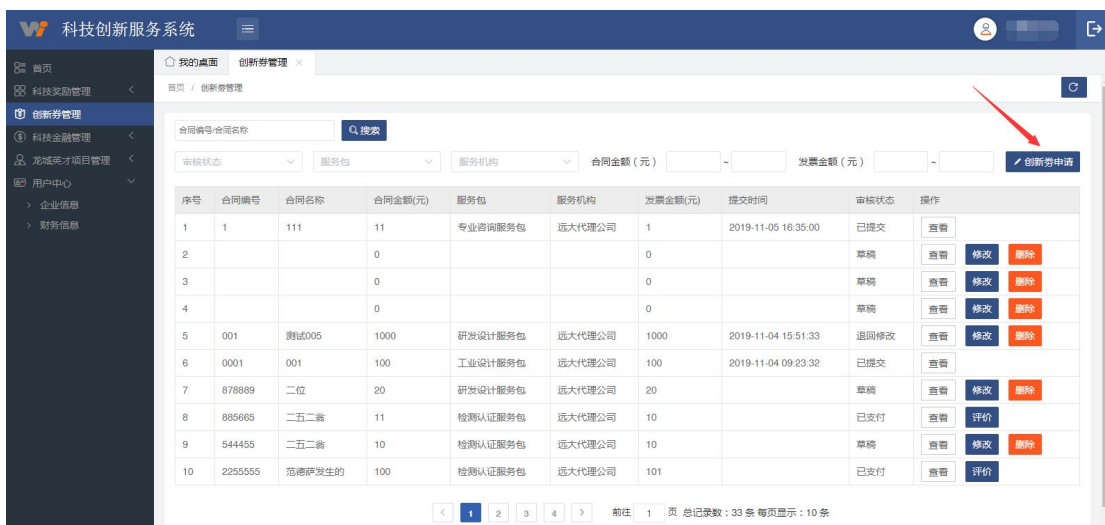 科技创新服务系统
首页
科技奖励管理
创新券管理
科技金融管理
龙城英才项目管理
用户中心
企业信息
财务信息
我的桌面 创新券管理
首页 / 创新券管理
合同编号/合同名称 搜索
审核状态 服务包 服务机构 合同金额（元） ~ 发票金额（元） ~ 创新券申请
序号 合同编号 合同名称 合同金额(元) 服务包 服务机构 发票金额(元) 提交时间 审核状态 操作
1 1 111 11 专业咨询服务包 远大代理公司 1 2019-11-05 16:35:00 已提交 查看
2 0 0 草稿 查看 修改 删除
3 0 0 草稿 查看 修改 删除
4 0 0 草稿 查看 修改 删除
5 001 测试005 1000 研发设计服务包 远大代理公司 1000 2019-11-04 15:51:33 退回修改 查看 修改 删除
6 0001 001 100 工业设计服务包 远大代理公司 100 2019-11-04 09:23:32 已提交 查看
7 878889 二位 20 研发设计服务包 远大代理公司 20 草稿 查看 修改 删除
8 885665 二五二翁 11 检测认证服务包 远大代理公司 10 已支付 查看 评价
9 544455 二五二翁 10 检测认证服务包 远大代理公司 10 草稿 查看 修改 删除
10 2255555 范德萨发生的 100 检测认证服务包 远大代理公司 101 已支付 查看 评价
1 2 3 4 前往 1 页 总记录数：33 条 每页显示：10 条